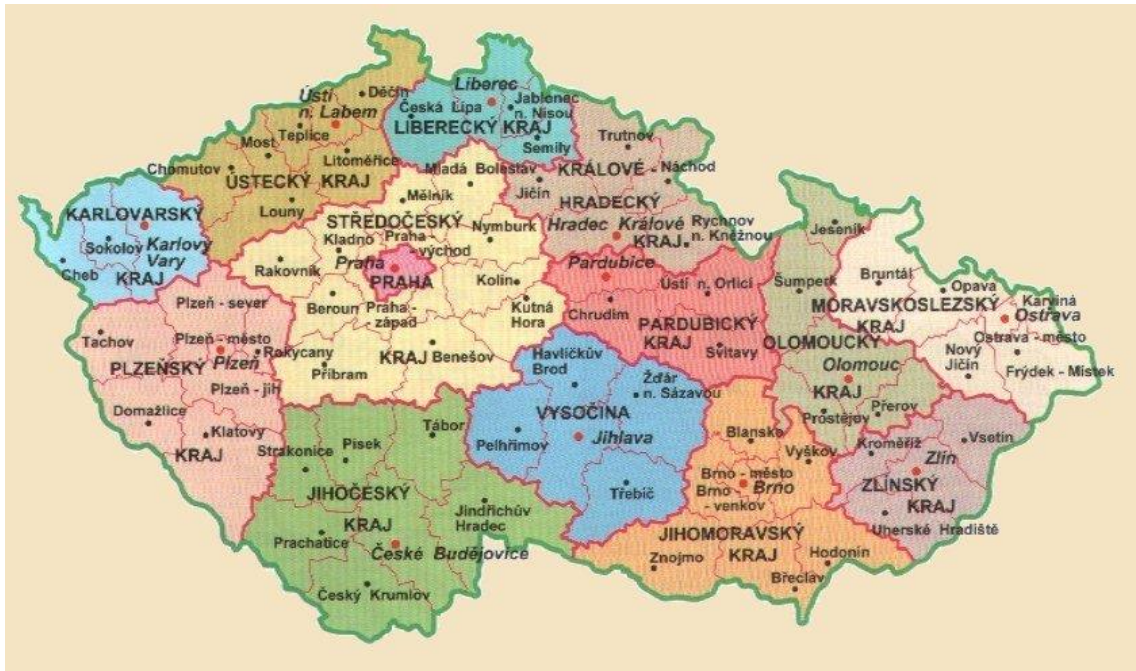 Děčín
Ústí
n. Labem
Teplice
Most
Chomutov
Litoměřice
ÚSTECKÝ KRAJ
Louny
Liberec
Česká Lípa
Jablonec
n. Nisou
LIBERECKÝ KRAJ
Semily
Trutnov
KRÁLOVÉ -
Náchod
Jičín
HRADECKÝ
Hradec Králové
KRAJ
Rychnov
n. Kněžnou
KARLOVARSKÝ
Sokolov
Karlovy
Vary
Cheb
KRAJ
Mladá Boleslav
Mělník
STŘEDOČESKÝ
Nymburk
Kladno
Praha -
- východ
Rakovník
Praha
PRAHA
Kolín
Beroun
Praha -
- západ
Kutná
Hora
KRAJ
Benešov
Příbram
Plzeň - sever
Tachov
Plzeň - město
Rokycany
PLZEŇSKÝ
Plzeň
Plzeň - jih
Domažlice
Klatovy
KRAJ
Pardubice
Ústí n. Orlicí
Chrudim
PARDUBICKÝ
KRAJ
Svitavy
Jeseník
Šumperk
OLOMOUCKÝ
Olomouc
KRAJ
Prostějov
Přerov
Bruntál
Opava
MORAVSKOSLEZSKÝ
KRAJ
Karviná
Ostrava
Ostrava - město
Nový
Jičín
Frýdek - Místek
Havlíčkův
Brod
Žďár
n. Sázavou
VYSOČINA
Pelhřimov
Jihlava
Třebíč
Tábor
Písek
Strakonice
JIHOČESKÝ
KRAJ
Jindřichův
Hradec
Prachatice
České Budějovice
Český Krumlov
Blansko
Vyškov
Brno - město
Brno -
- venkov
Brno
JIHOMORAVSKÝ
KRAJ
Znojmo
Hodonín
Břeclav
Kroměříž
Vsetín
Zlín
ZLÍNSKÝ
KRAJ
Uherské Hradiště